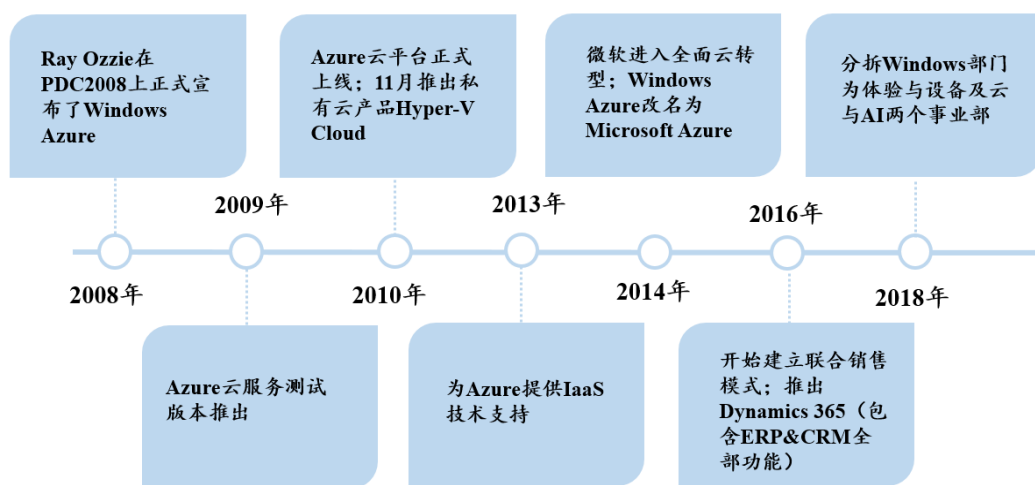 Ray Ozzie在
PDC2008上正式宣
布了Windows
Azure
Azure云平台正式
上线；11月推出私
有云产品Hyper-V
Cloud
微软进入全面云转
型；Windows
Azure改名为
Microsoft Azure
分拆Windows部门
为体验与设备及云
与AI两个事业部
2009年
2013年
2016年
2008年
2010年
2014年
2018年
Azure云服务测试
版本推出
为Azure提供IaaS
技术支持
开始建立联合销售
模式；推出
Dynamics 365（包
含ERP&CRM全
部功能）